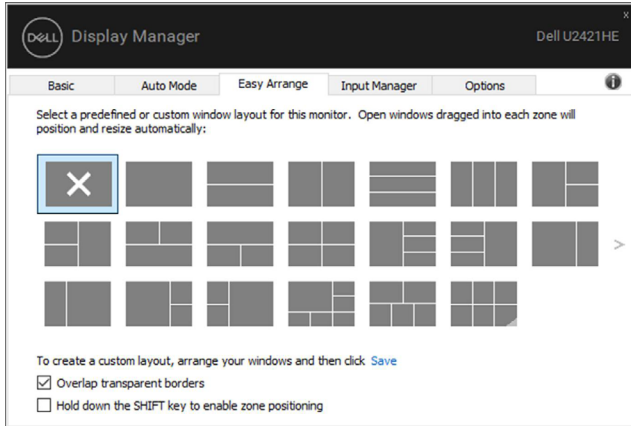 DELL Display Manager
Dell U2421HE
Basic Auto Mode Easy Arrange Input Manager Options
Select a predefined or custom window layout for this monitor. Open windows dragged into each zone will
position and resize automatically:
To create a custom layout, arrange your windows and then click Save
Overlap transparent borders
Hold down the SHIFT key to enable zone positioning